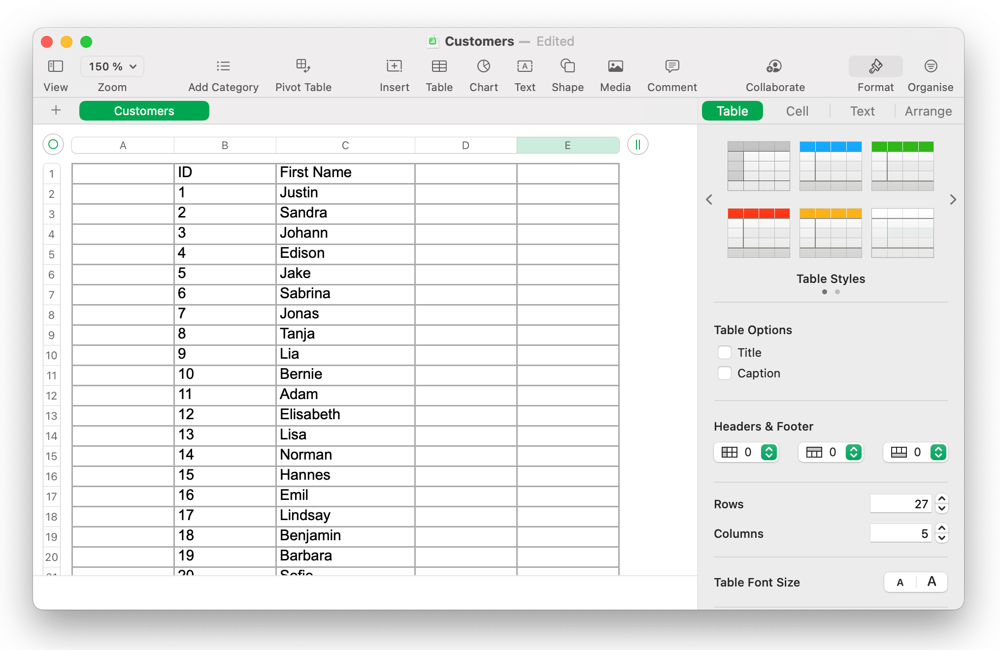 Customers — Edited
150 %
View Zoom Add Category Pivot Table Insert Table Chart Text Shape Media Comment Collaborate Format Organise
Customers
Table Cell Text Arrange
A B C D E
1 ID First Name
2 1 Justin
3 2 Sandra
4 3 Johann
5 4 Edison
6 5 Jake
7 6 Sabrina
8 7 Jonas
9 8 Tanja
10 9 Lia
11 10 Bernie
12 11 Adam
13 12 Elisabeth
14 13 Lisa
15 14 Norman
16 15 Hannes
17 16 Emil
18 17 Lindsay
19 18 Benjamin
20 19 Barbara
21 20 Sofie
Table Styles
Table Options
Title
Caption
Headers & Footer
0 0 0
Rows 27
Columns 5
Table Font Size A A